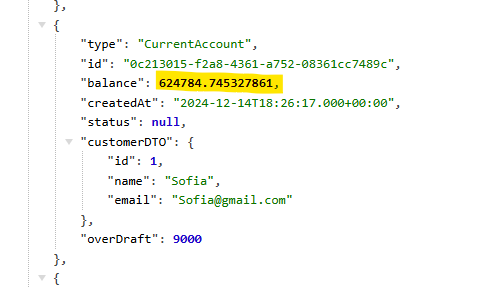 },
{
"type": "CurrentAccount",
"id": "0c213015-f2a8-4361-a752-08361cc7489c",
"balance": 624784.745327861,
"createdAt": "2024-12-14T18:26:17.000+00:00",
"status": null,
"customerDTO": {
"id": 1,
"name": "Sofia",
"email": "Sofia@gmail.com"
},
"overDraft": 9000
},
{